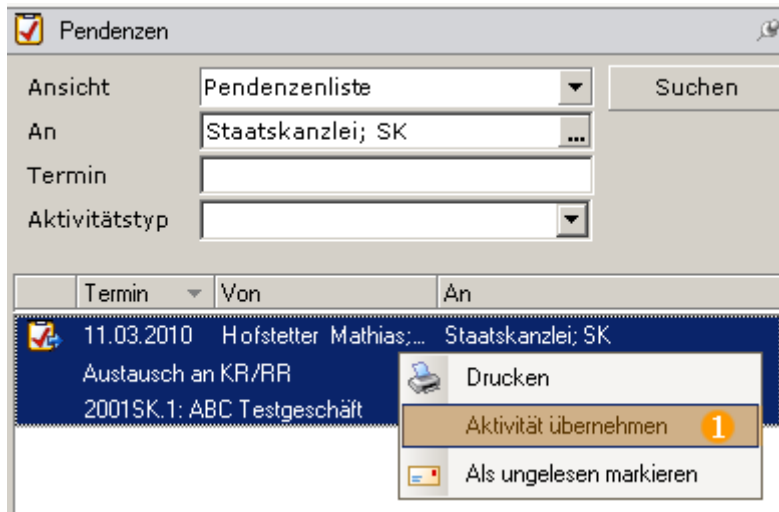 Pendenzen
Ansicht Pendenzenliste Suchen
An Staatskanzlei; SK ...
Termin
Aktivitätstyp
Termin Von An
11.03.2010 Hofstetter Mathias;... Staatskanzlei; SK
Austausch an KR/RR
2001SK.1: ABC Testgeschäft
Drucken
Aktivität übernehmen 1
Als ungelesen markieren